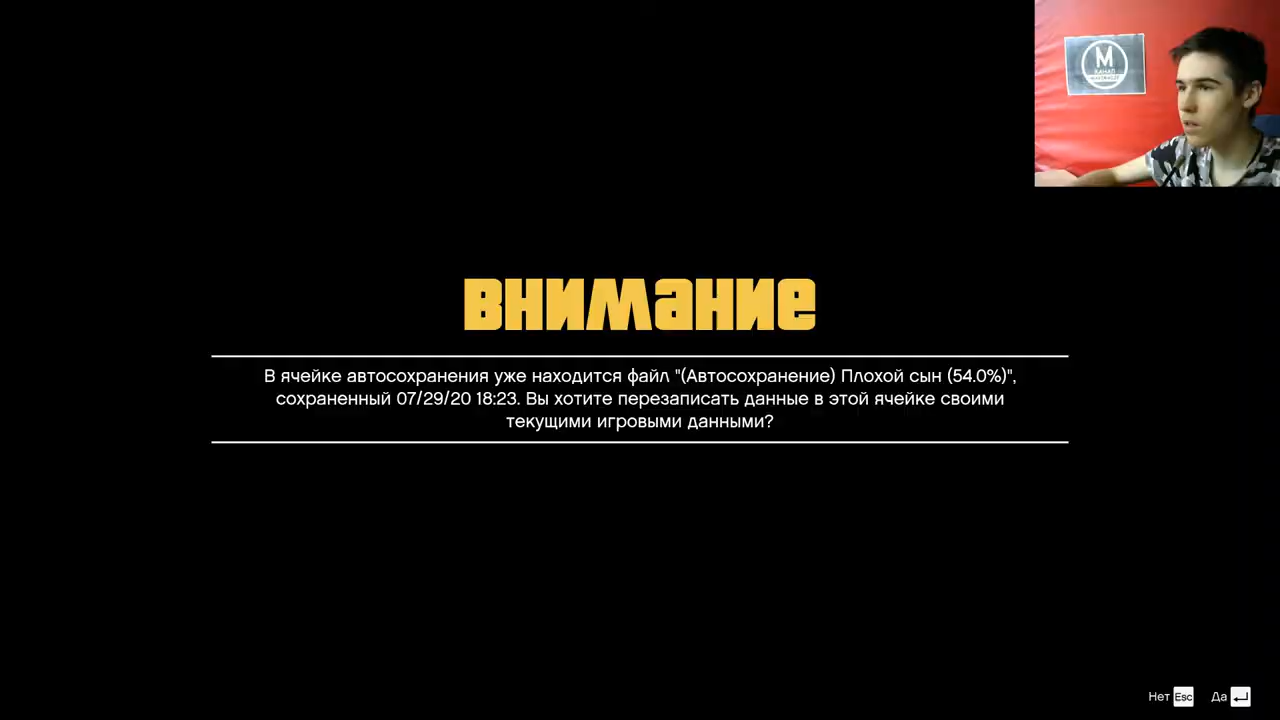 М
КАНАЛ
внимание
В ячейке автосохранения уже находится файл "(Автосохранение) Плохой сын (54.0%)",
сохраненный 07/29/20 18:23. Вы хотите перезаписать данные в этой ячейке своими
текущими игровыми данными?
Нет Esc Да